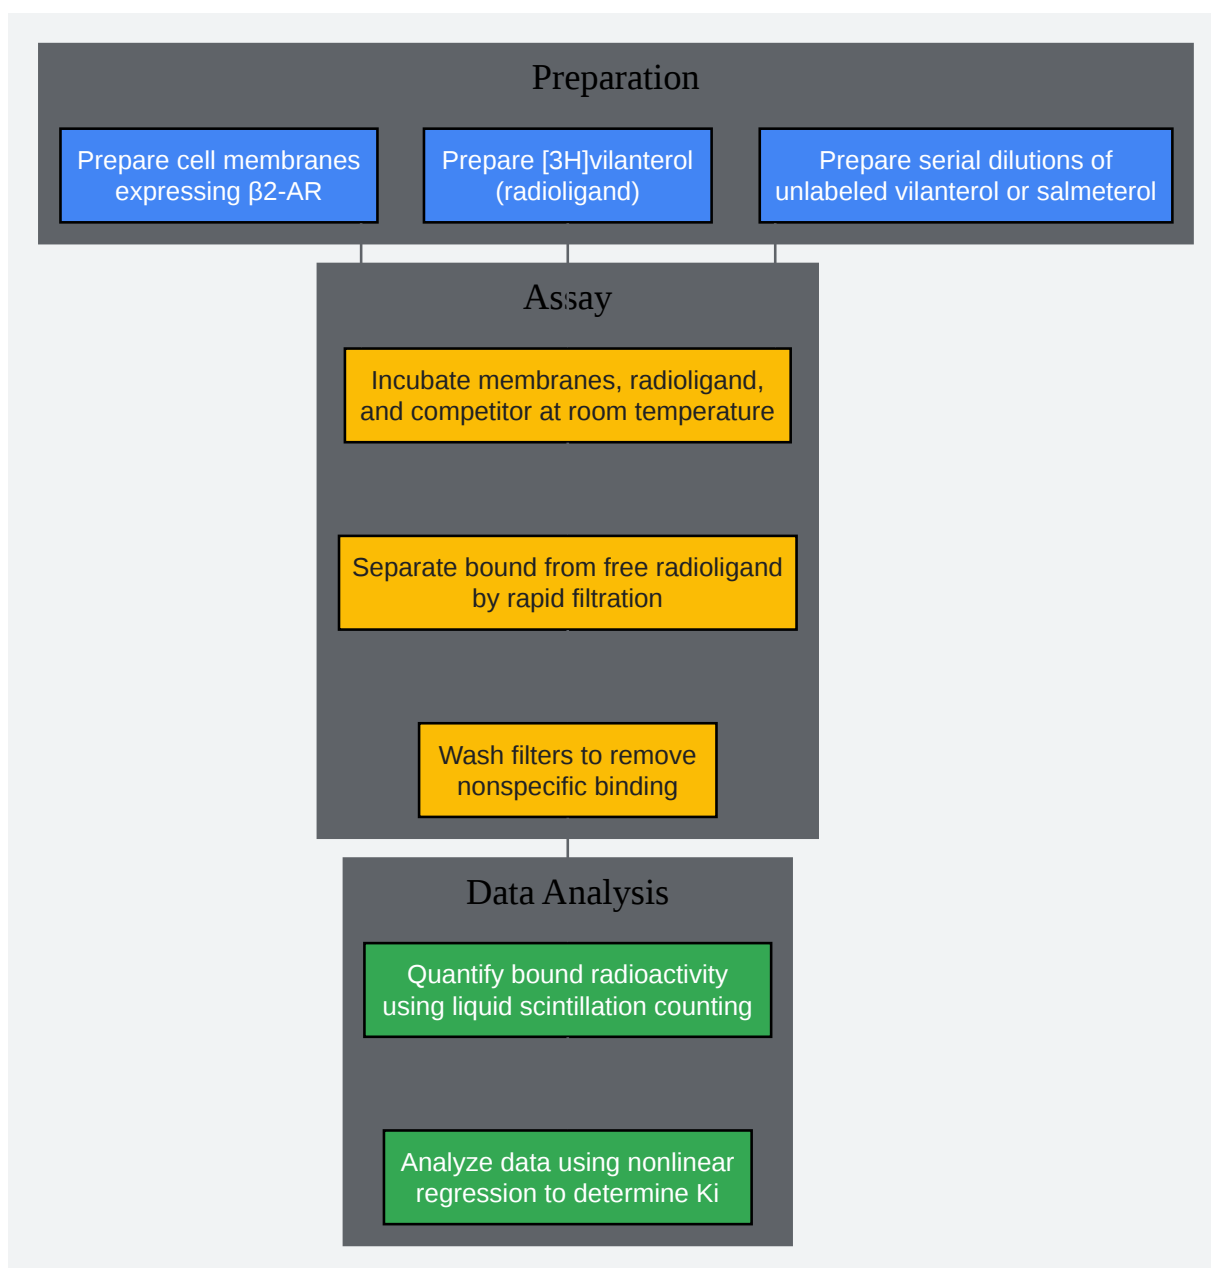 Preparation
Prepare cell membranes
expressing β2-AR
Prepare [3H]vilanterol
(radioligand)
Prepare serial dilutions of
unlabeled vilanterol or salmeterol
Assay
Incubate membranes, radioligand,
and competitor at room temperature
Separate bound from free radioligand
by rapid filtration
Wash filters to remove
nonspecific binding
Data Analysis
Quantify bound radioactivity
using liquid scintillation counting
Analyze data using nonlinear
regression to determine Ki